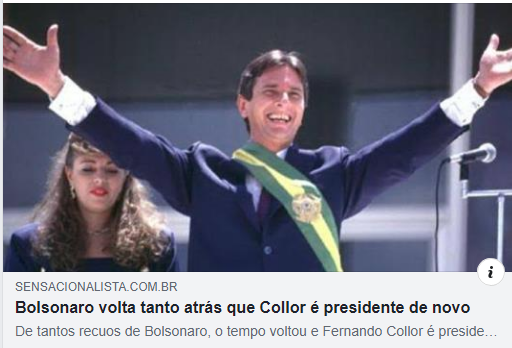 SENSACIONALISTA.COM.BR
Bolsonaro volta tanto atrás que Collor é presidente de novo
De tantos recuos de Bolsonaro, o tempo voltou e Fernando Collor é preside...